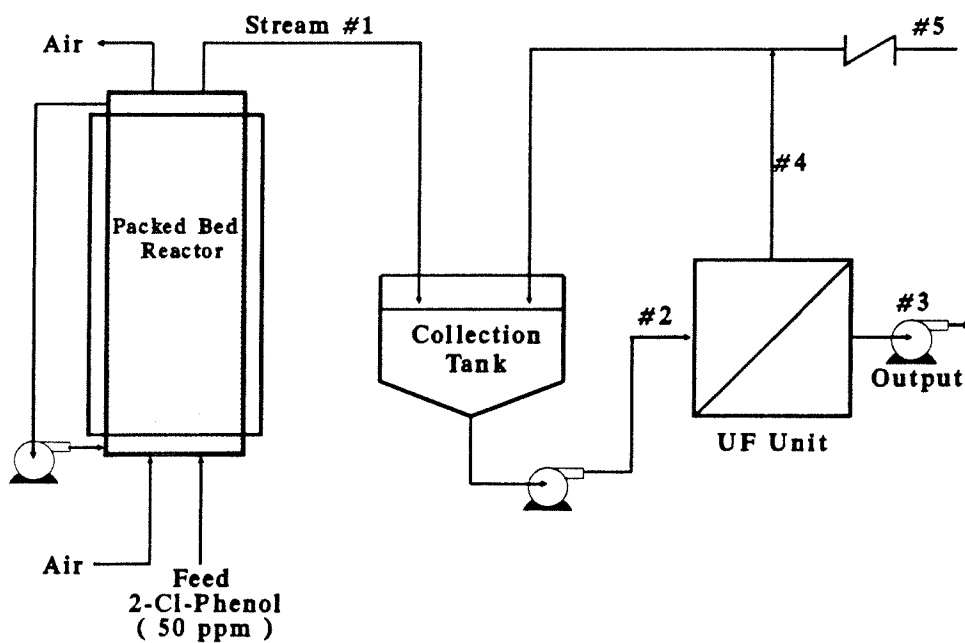 Air
Stream #1
#5
#4
Packed Bed
Reactor
#2
#3
Collection
Tank
Output
UF Unit
Air
Feed
2-Cl-Phenol
( 50 ppm )